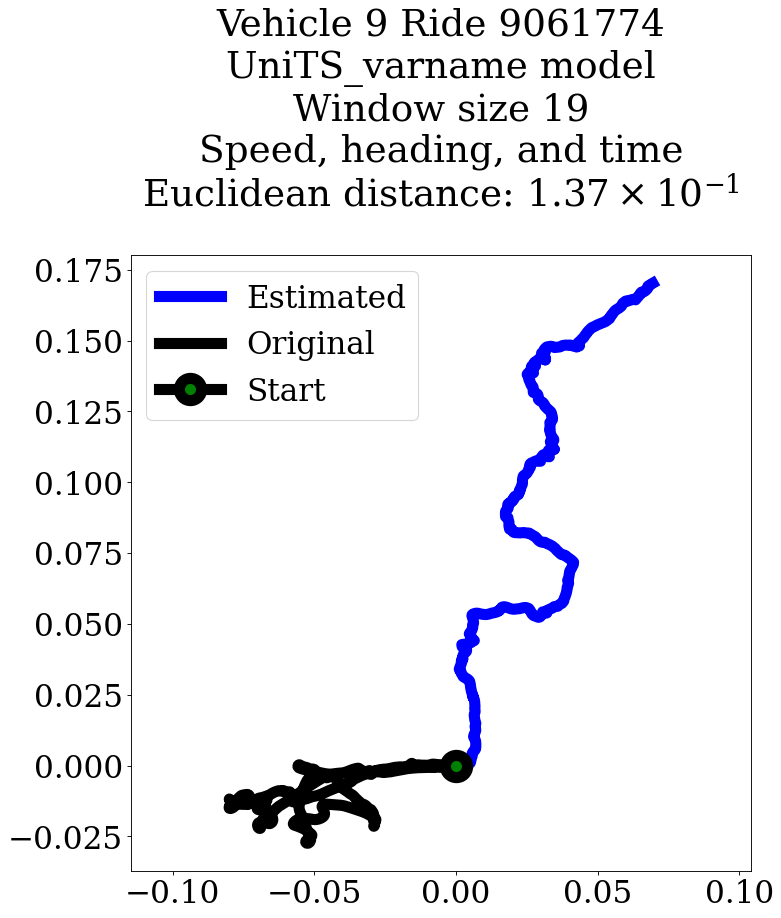 Vehicle 9 Ride 9061774
UniTS_varname model
Window size 19
Speed, heading, and time
Euclidean distance: 1.37 × 10⁻¹
0.175
0.150
0.125
0.100
0.075
0.050
0.025
0.000
−0.025
Estimated
Original
Start
−0.10
−0.05
0.00
0.05
0.10